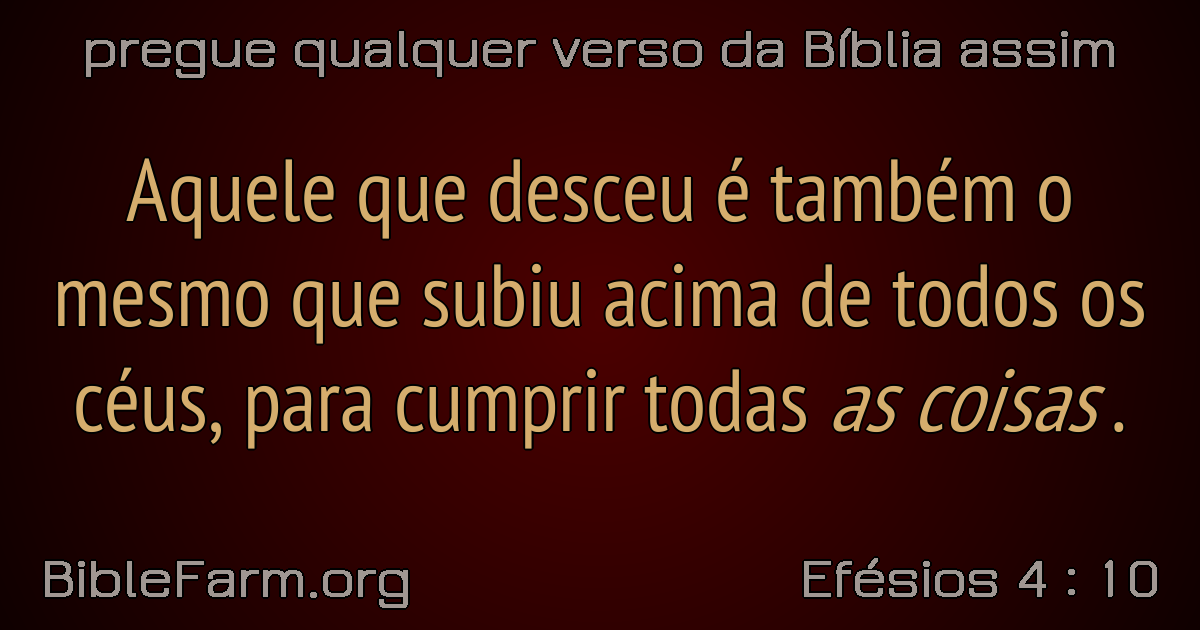 pregue qualquer verso da Bíblia assim
Aquele que desceu é também o
mesmo que subiu acima de todos os
céus, para cumprir todas as coisas .
BibleFarm.org
Efésios 4 : 10